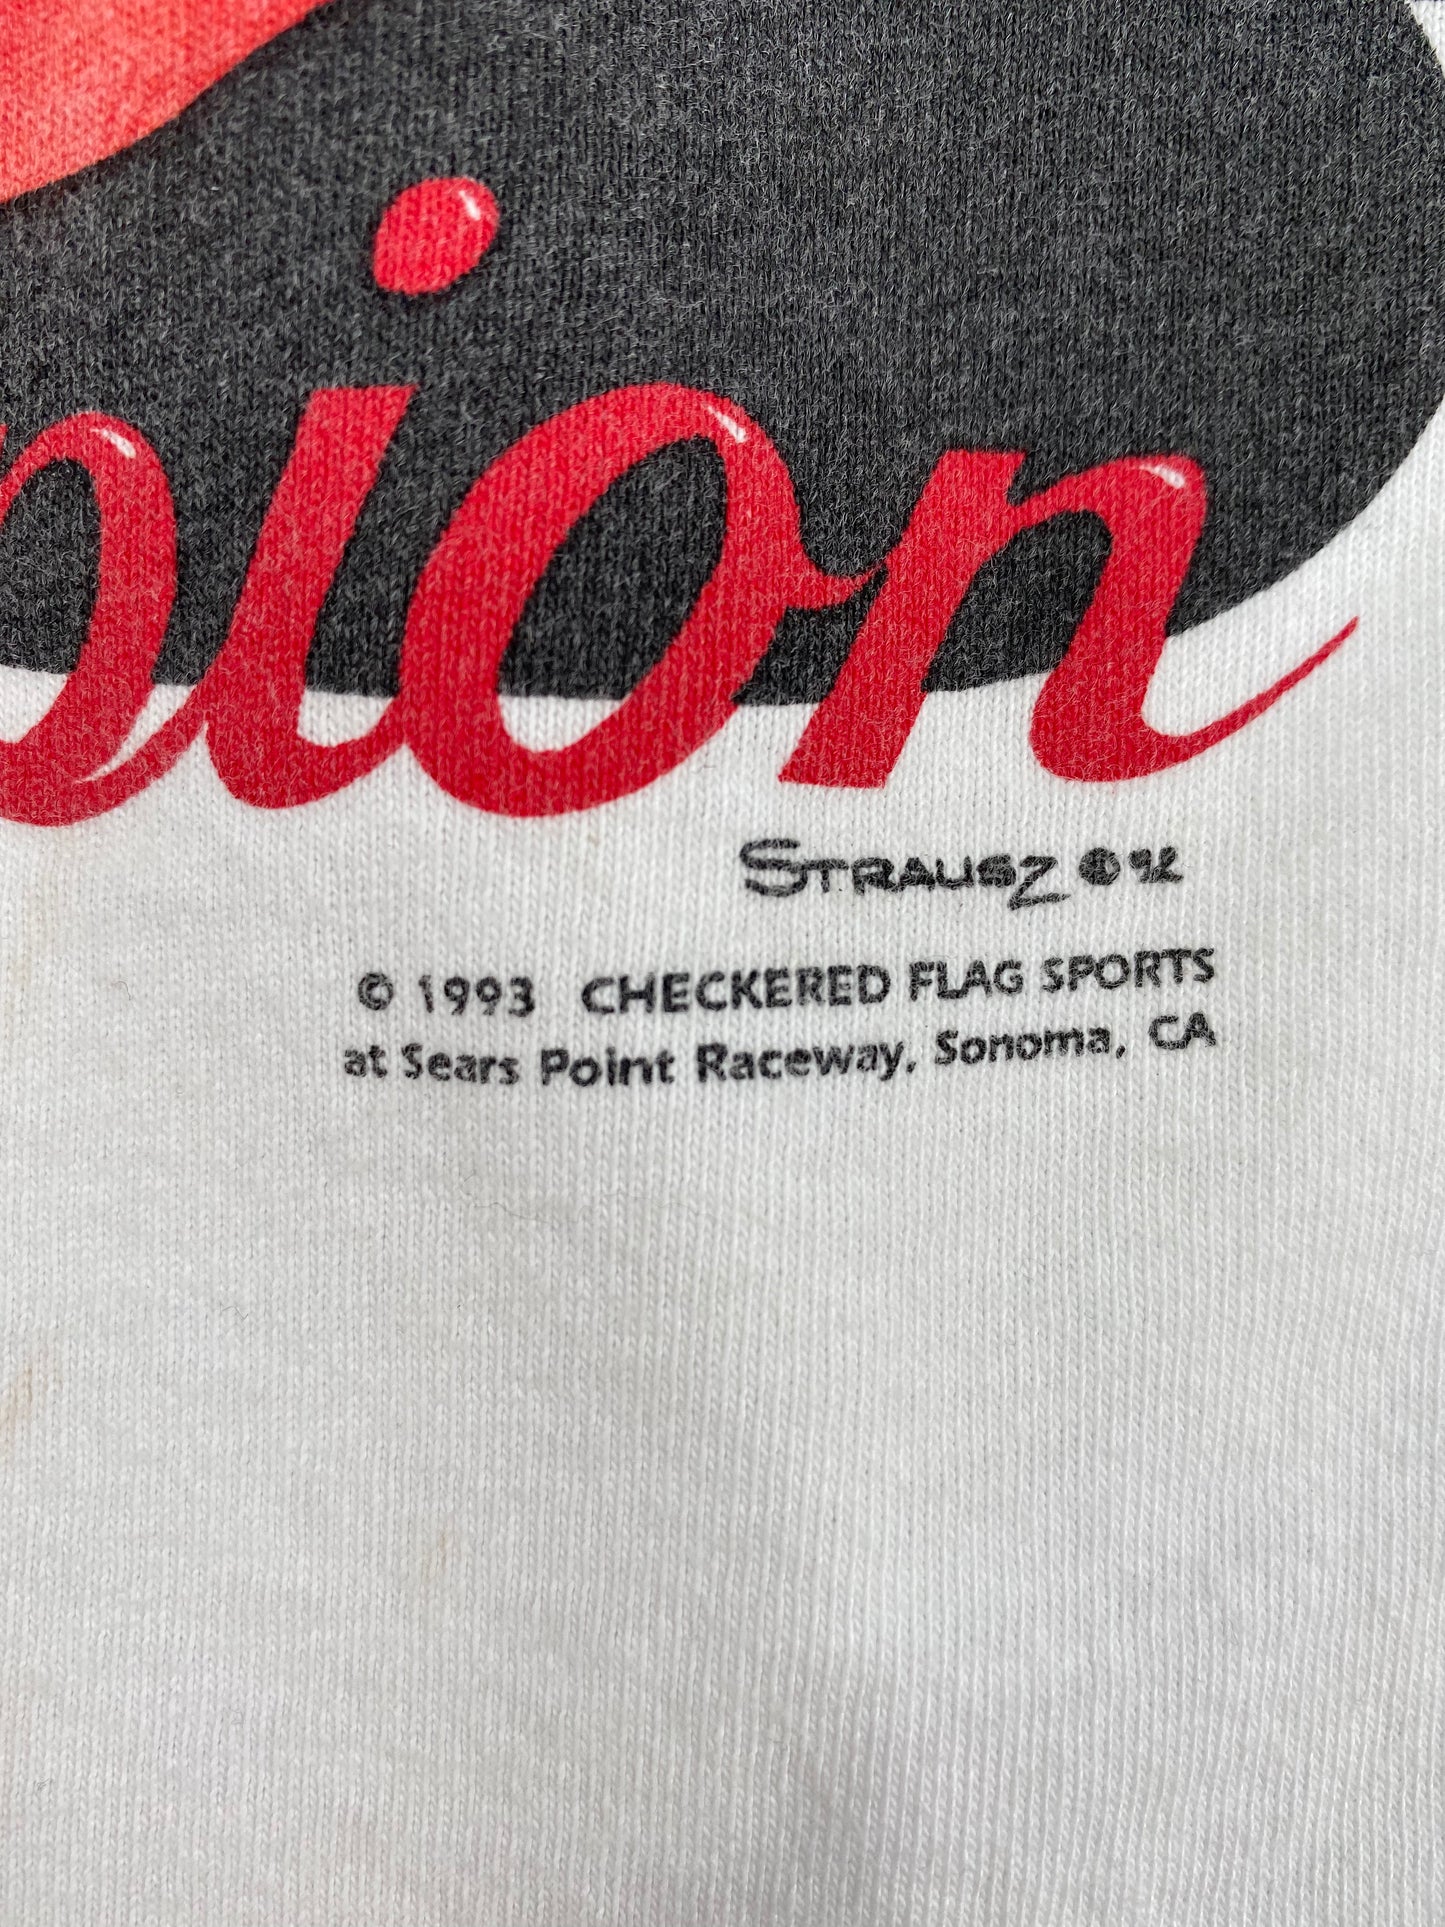 pion
STRAUSZ © 92
© 1993 CHECKERED FLAG SPORTS
at Sears Point Raceway, Sonoma, CA